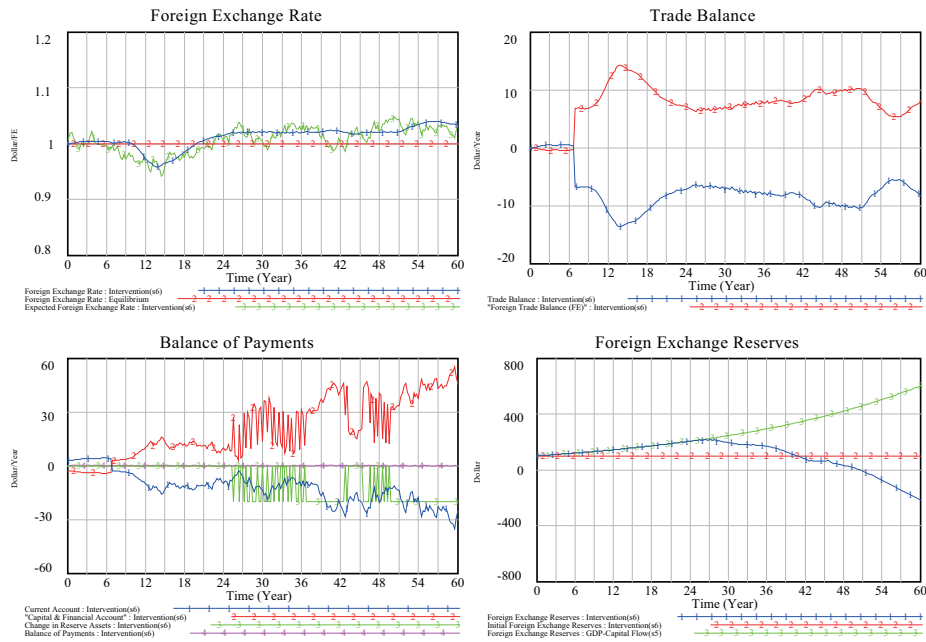 Foreign Exchange Rate
1.2
1.1
1
0.9
0.8
Dollar/FE
0 6 12 18 24 30 36 42 48 54 60
Time (Year)
Foreign Exchange Rate : Intervention(s6)
Foreign Exchange Rate : Equilibrium
Expected Foreign Exchange Rate : Intervention(s6)
Trade Balance
20
10
0
-10
-20
Dollar/Year
0 6 12 18 24 30 36 42 48 54 60
Time (Year)
Trade Balance : Intervention(s6)
"Foreign Trade Balance (FE)" : Intervention(s6)
Balance of Payments
60
30
0
-30
-60
Dollar/Year
0 6 12 18 24 30 36 42 48 54 60
Time (Year)
Current Account : Intervention(s6)
"Capital & Financial Account" : Intervention(s6)
Change in Reserve Assets : Intervention(s6)
Balance of Payments : Intervention(s6)
Foreign Exchange Reserves
800
400
0
-400
-800
Dollar
0 6 12 18 24 30 36 42 48 54 60
Time (Year)
Foreign Exchange Reserves : Intervention(s6)
Initial Foreign Exchange Reserves : Intervention(s6)
Foreign Exchange Reserves : GDP-Capital Flow(s5)